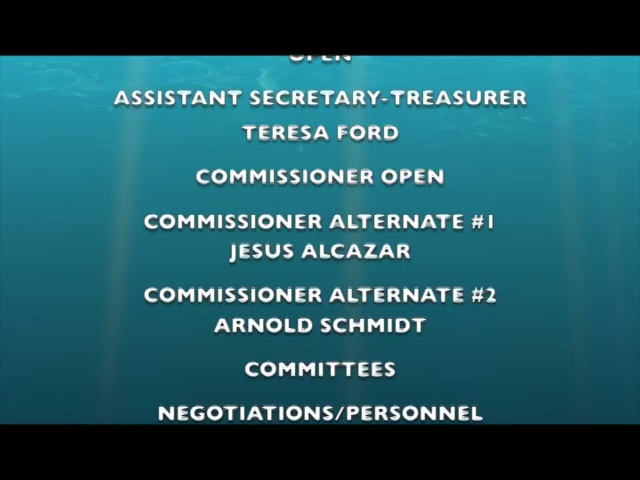 OPEN
ASSISTANT SECRETARY-TREASURER
TERESA FORD
COMMISSIONER OPEN
COMMISSIONER ALTERNATE #1
JESUS ALCAZAR
COMMISSIONER ALTERNATE #2
ARNOLD SCHMIDT
COMMITTEES
NEGOTIATIONS/PERSONNEL